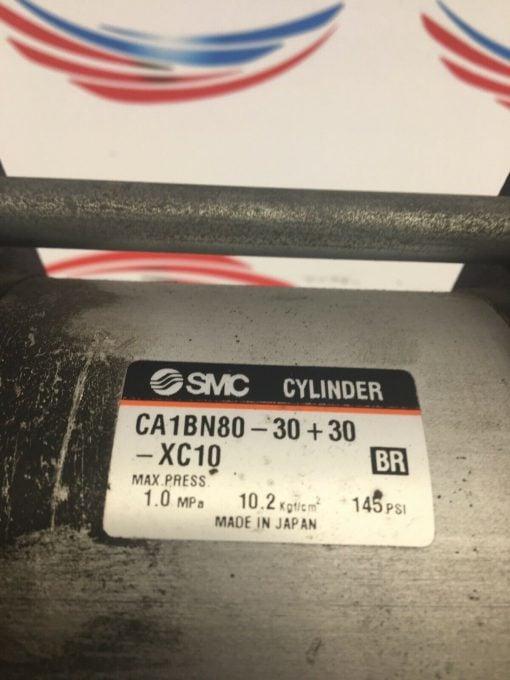 SMC CYLINDER
CA1BN80-30+30
-XC10 BR
MAX.PRESS.
1.0 MPa 10.2 Kgf/cm² 145 PSI
MADE IN JAPAN